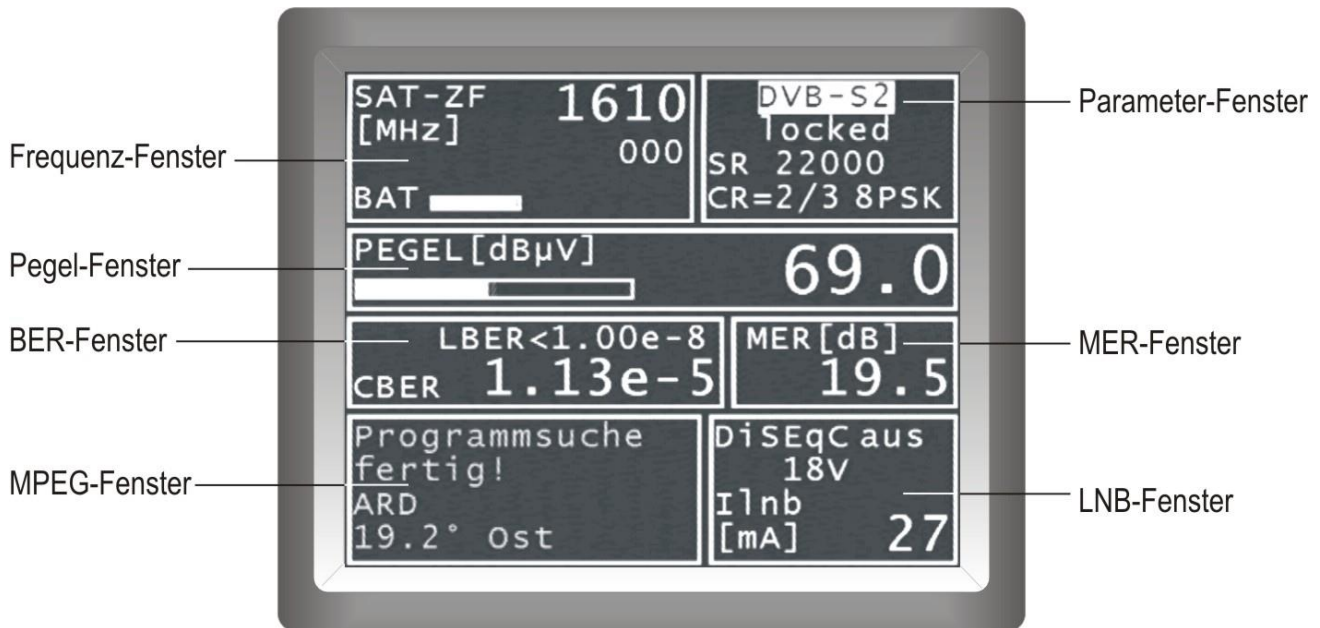 Frequenz-Fenster
Pegel-Fenster
BER-Fenster
MPEG-Fenster
SAT-ZF 1610
[MHz]
000
BAT
DVB-S2
locked
SR 22000
CR=2/3 8PSK
PEGEL[dBµV] 69.0
LBER<1.00e-8
CBER 1.13e-5
MER[dB]
19.5
Programmsuche
fertig!
ARD
19.2° Ost
DiSEqC aus
18V
Ilnb
[mA] 27
Parameter-Fenster
MER-Fenster
LNB-Fenster